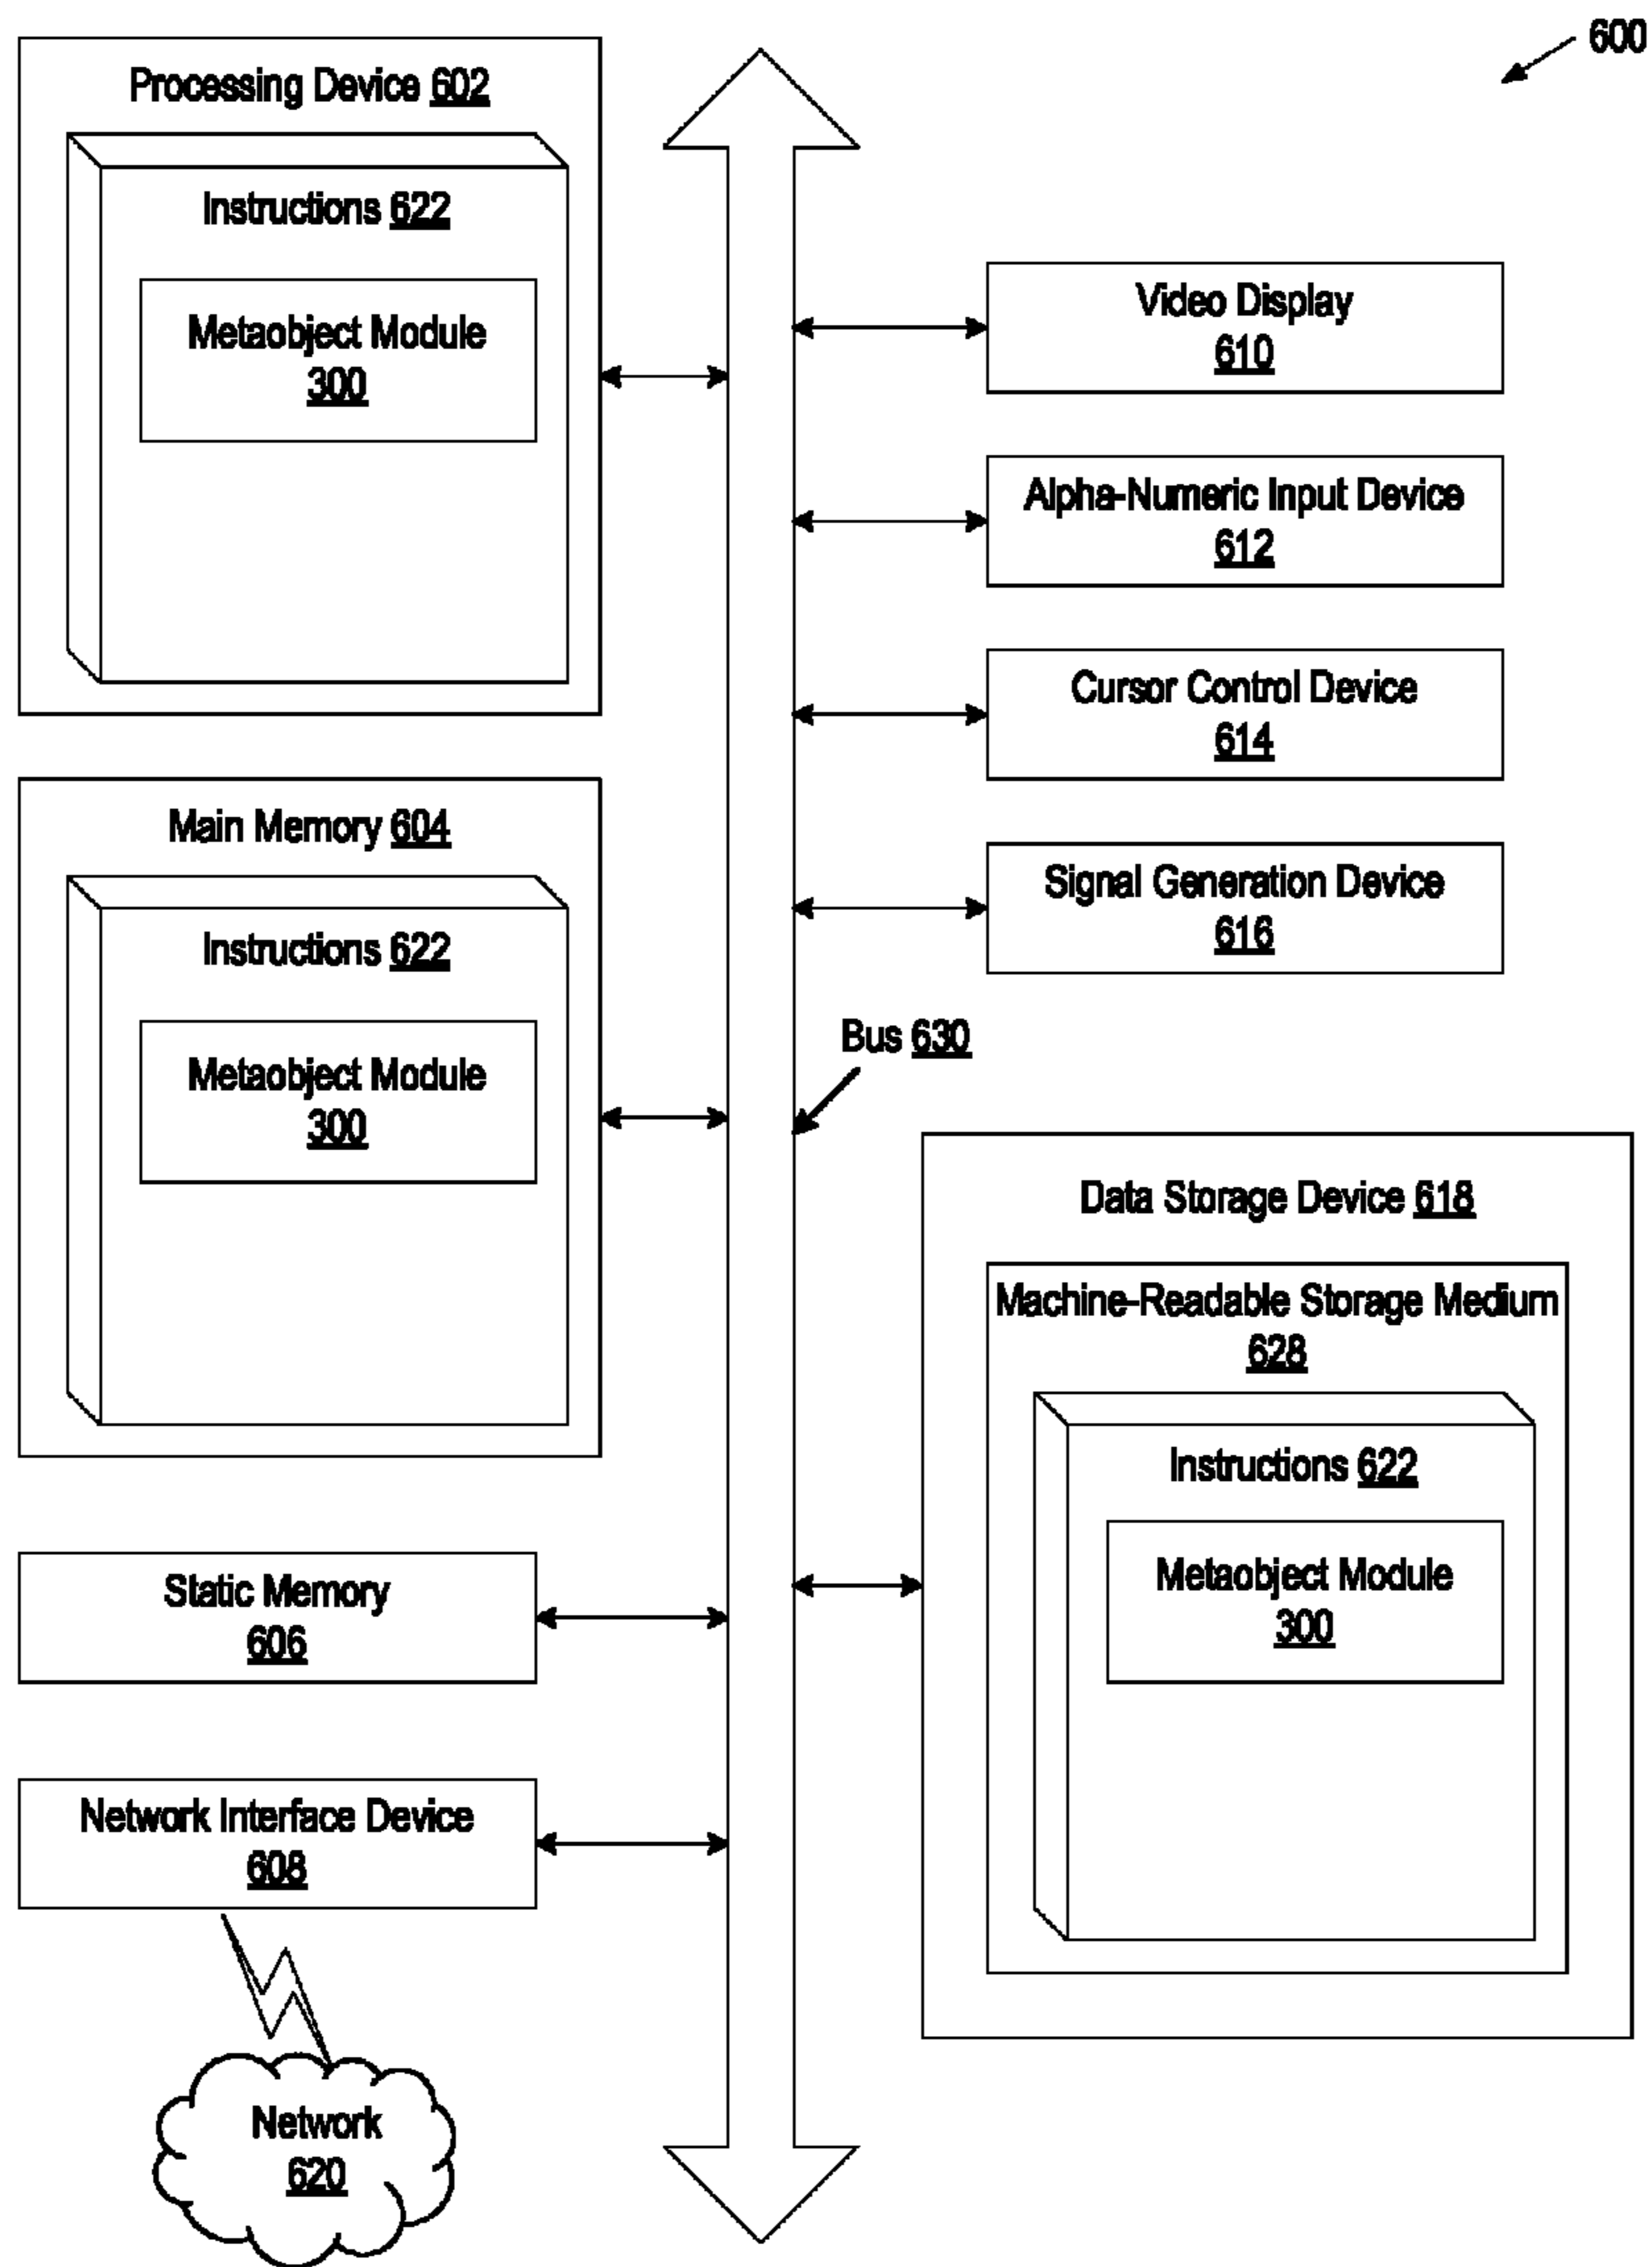 600
Processing Device 602
Instructions 622
Metaobject Module
300
Main Memory 604
Instructions 622
Metaobject Module
300
Static Memory
606
Network Interface Device
608
Network
620
Video Display
610
Alpha-Numeric Input Device
612
Cursor Control Device
614
Signal Generation Device
616
Bus 630
Data Storage Device 618
Machine-Readable Storage Medium
628
Instructions 622
Metaobject Module
300